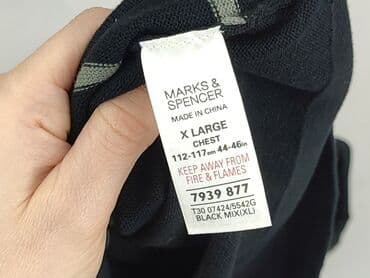 MARKS &
SPENCER
MADE IN CHINA
X LARGE
CHEST
112-117cm 44-46in
KEEP AWAY FROM
FIRE & FLAMES
7939 877
T30 07424/5542G
BLACK MIX(XL)